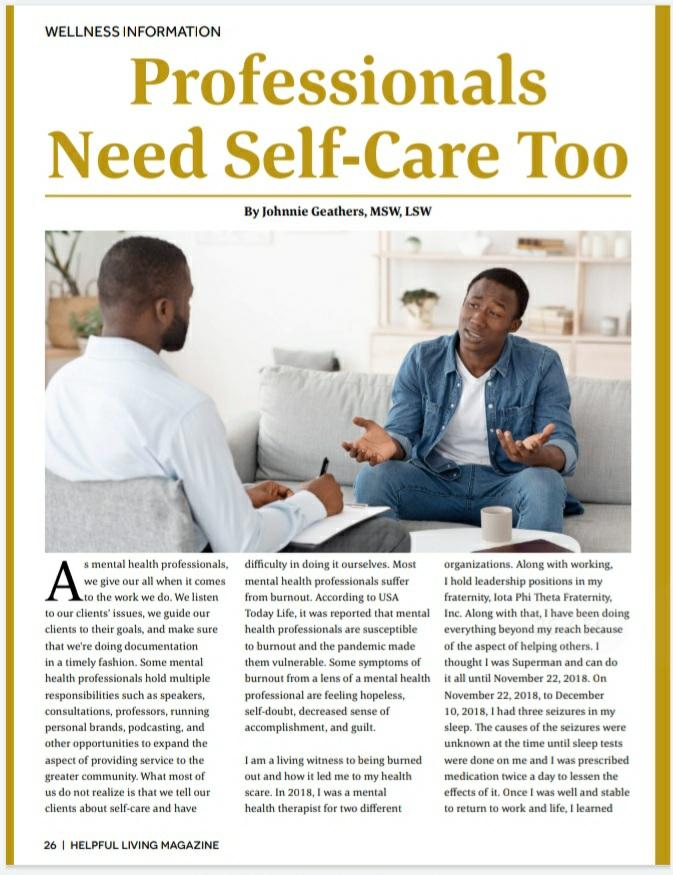 WELLNESS INFORMATION
Professionals
Need Self-Care Too
By Johnnie Geathers, MSW, LSW
As mental health professionals,
we give our all when it comes
to the work we do. We listen
to our clients' issues, we guide our
clients to their goals, and make sure
that we're doing documentation
in a timely fashion. Some mental
health professionals hold multiple
responsibilities such as speakers,
consultations, professors, running
personal brands, podcasting, and
other opportunities to expand the
aspect of providing service to the
greater community. What most of
us do not realize is that we tell our
clients about self-care and have
difficulty in doing it ourselves. Most
mental health professionals suffer
from burnout. According to USA
Today Life, it was reported that mental
health professionals are susceptible
to burnout and the pandemic made
them vulnerable. Some symptoms of
burnout from a lens of a mental health
professional are feeling hopeless,
self-doubt, decreased sense of
accomplishment, and guilt.
I am a living witness to being burned
out and how it led me to my health
scare. In 2018, I was a mental
health therapist for two different
organizations. Along with working,
I hold leadership positions in my
fraternity, Iota Phi Theta Fraternity,
Inc. Along with that, I have been doing
everything beyond my reach because
of the aspect of helping others. I
thought I was Superman and can do
it all until November 22, 2018. On
November 22, 2018, to December
10, 2018, I had three seizures in my
sleep. The causes of the seizures were
unknown at the time until sleep tests
were done on me and I was prescribed
medication twice a day to lessen the
effects of it. Once I was well and stable
to return to work and life, I learned
26 | HELPFUL LIVING MAGAZINE